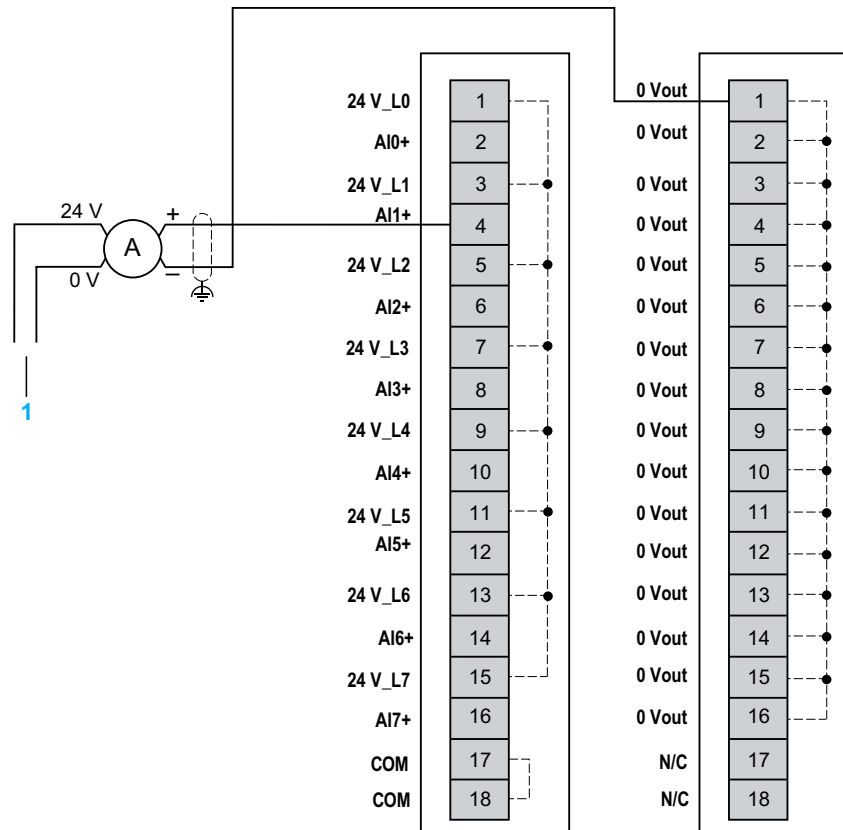 24 V_L0 1 0 Vout 1
AI0+ 2 0 Vout 2
24 V_L1 3 0 Vout 3
AI1+ 4 0 Vout 4
24 V_L2 5 0 Vout 5
AI2+ 6 0 Vout 6
24 V_L3 7 0 Vout 7
AI3+ 8 0 Vout 8
24 V_L4 9 0 Vout 9
AI4+ 10 0 Vout 10
24 V_L5 11 0 Vout 11
AI5+ 12 0 Vout 12
24 V_L6 13 0 Vout 13
AI6+ 14 0 Vout 14
24 V_L7 15 0 Vout 15
AI7+ 16 0 Vout 16
COM 17 N/C 17
COM 18 N/C 18
24 V +
A
0 V –
1